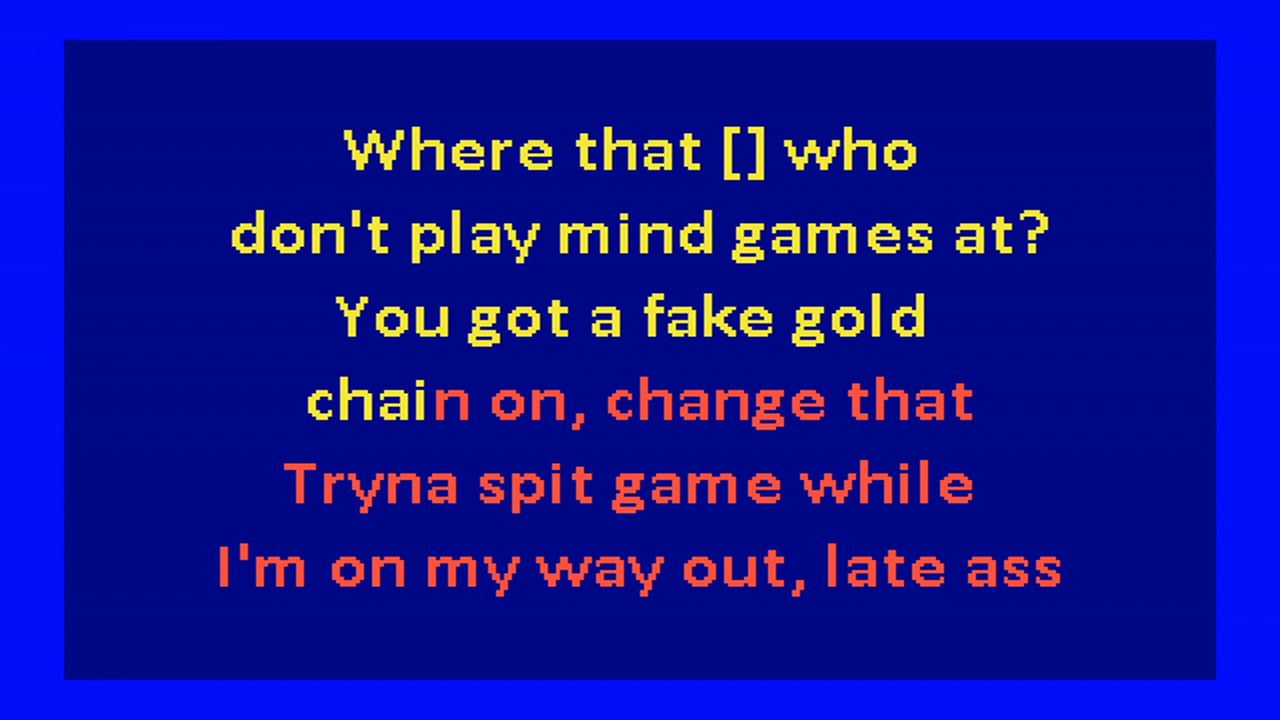 Where that [] who
don't play mind games at?
You got a fake gold
chain on, change that
Tryna spit game while
I'm on my way out, late ass